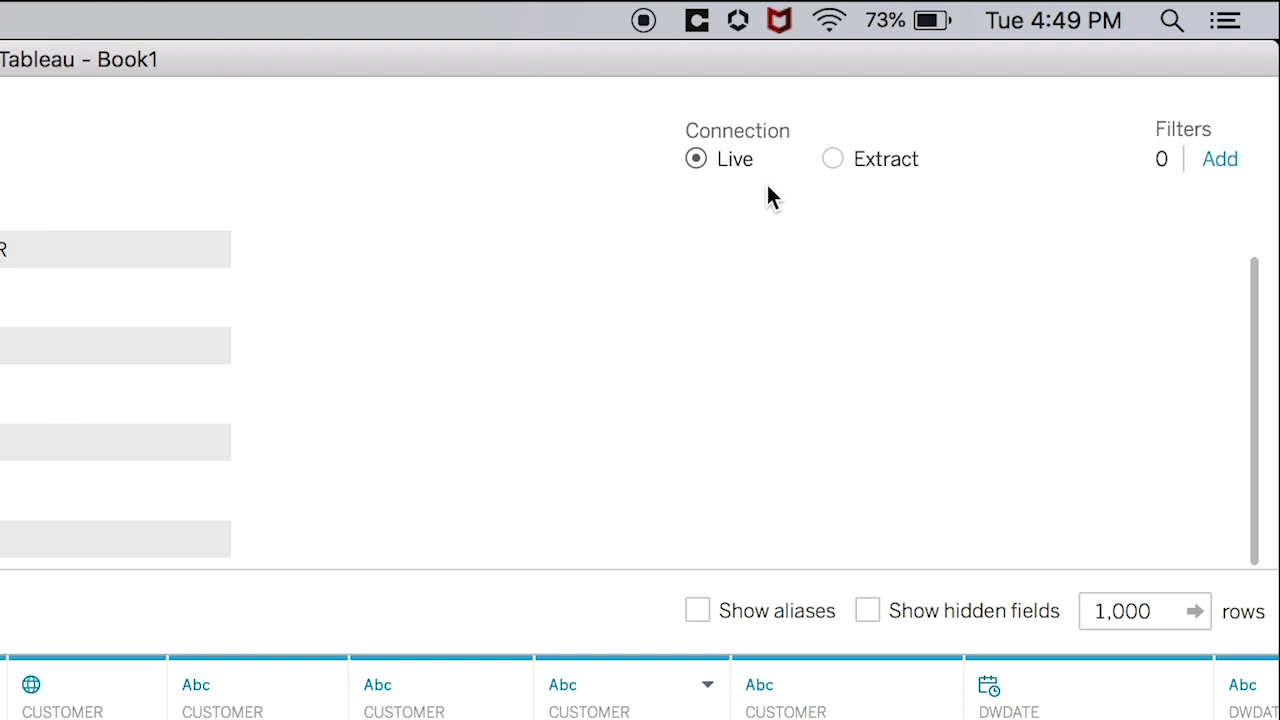 73% Tue 4:49 PM
Tableau - Book1
Connection
Live Extract
Filters
0 Add
R
Show aliases Show hidden fields 1,000 rows
Abc Abc Abc Abc Abc
CUSTOMER CUSTOMER CUSTOMER CUSTOMER CUSTOMER DWDATE DWDAT